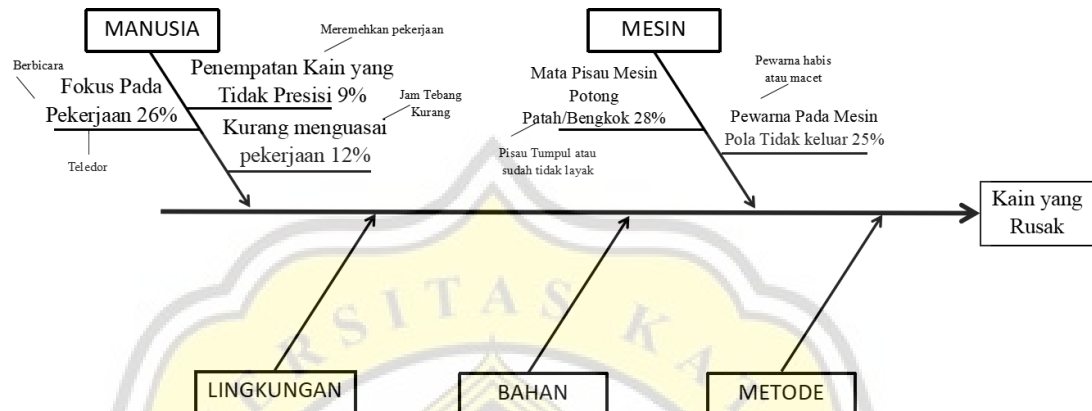 MANUSIA
MESIN
Meremehkan pekerjaan
Berbicara
Fokus Pada
Pekerjaan 26%
Teledor
Penempatan Kain yang
Tidak Presisi 9%
Jam Tebang
Kurang
Kurang menguasai
pekerjaan 12%
Mata Pisau Mesin
Potong
Patah/Bengkok 28%
Pisau Tumpul atau
sudah tidak layak
Pewarna habis
atau macet
Pewarna Pada Mesin
Pola Tidak keluar 25%
Kain yang
Rusak
ERSITAS KAT
LINGKUNGAN
BAHAN
METODE